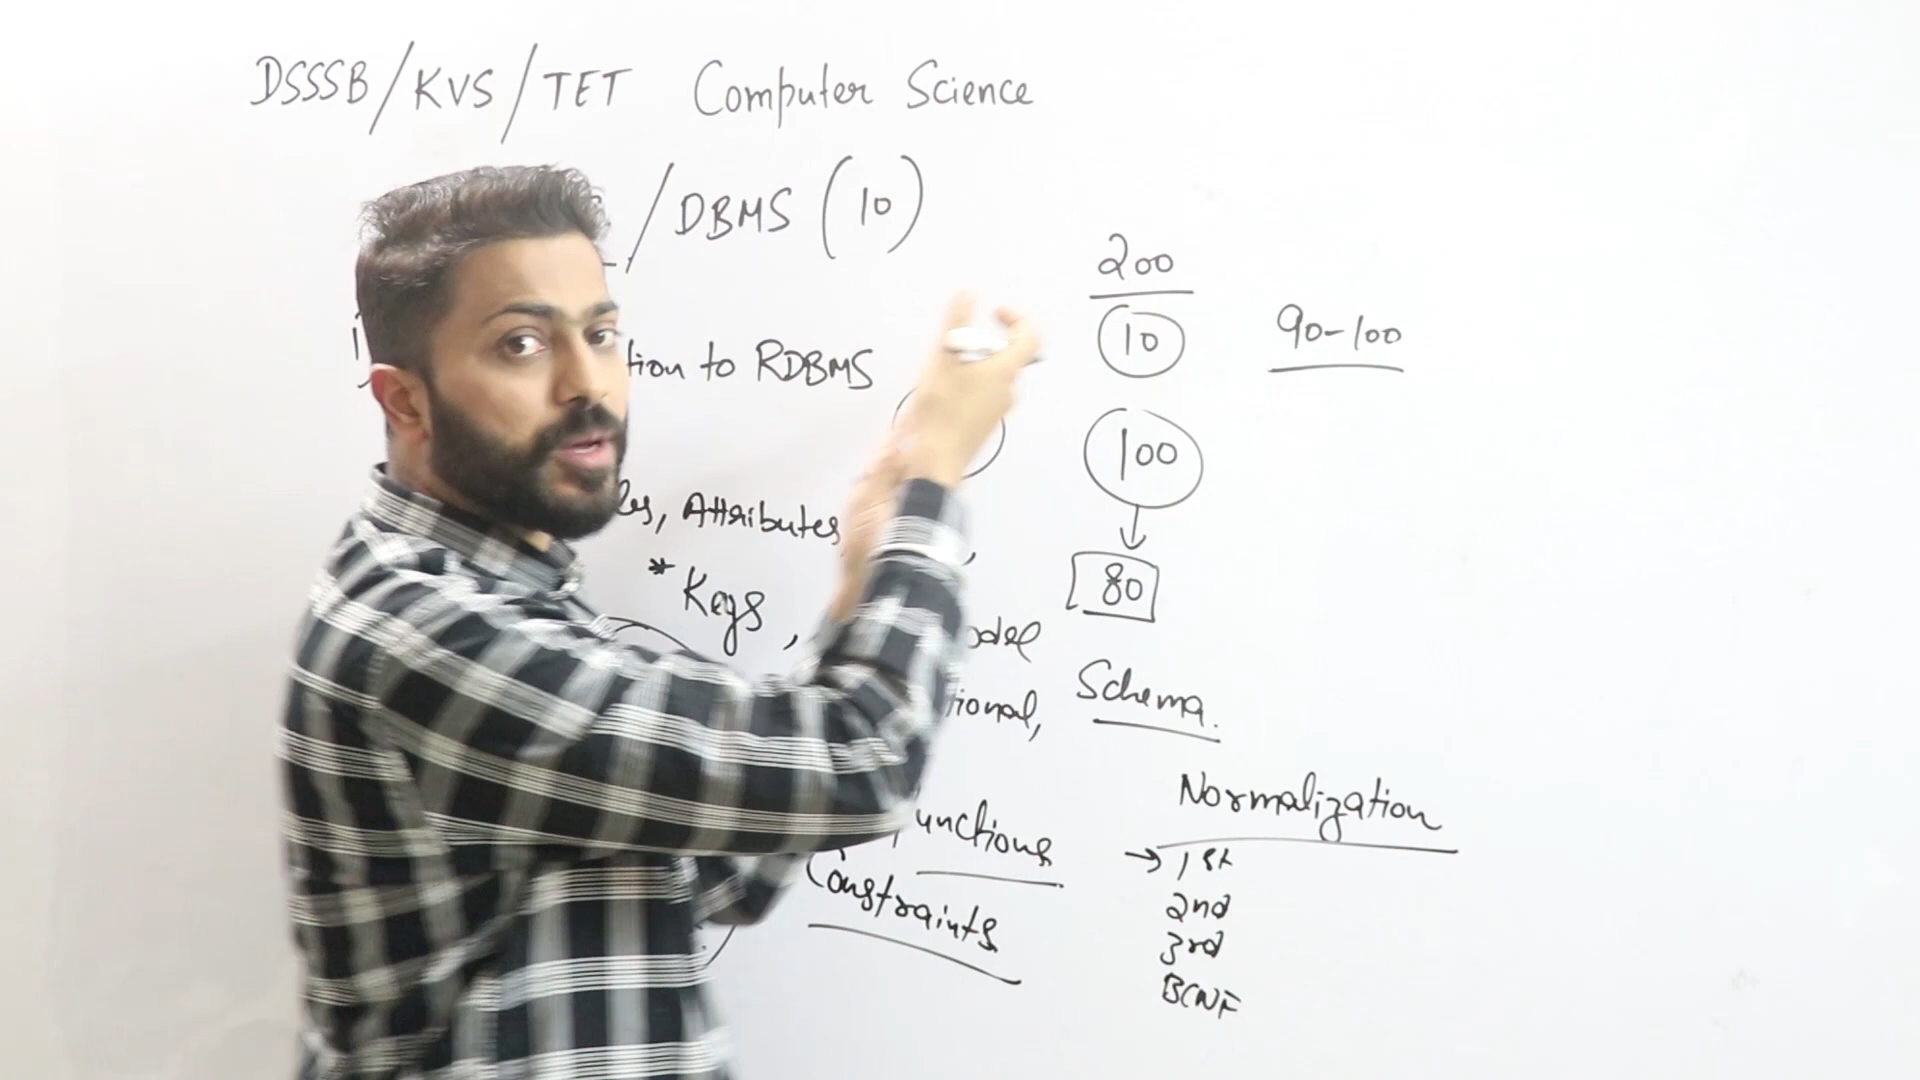 DSSSB/KVS/TET Computer Science
/DBMS (10)
200
10
90-100
tion to RDBMS
100
les, Attributes,
80
*Keys,
odel
tional, Schema.
Normalization
unctions
→ 1st
Constraints
2nd
3rd
BCNF